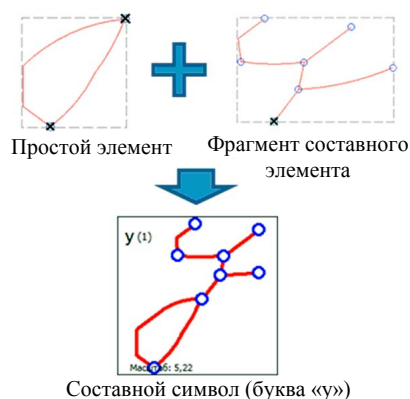 Простой элемент
Фрагмент составного
элемента
у (1)
Масштаб: 5,22
Составной символ (буква «у»)